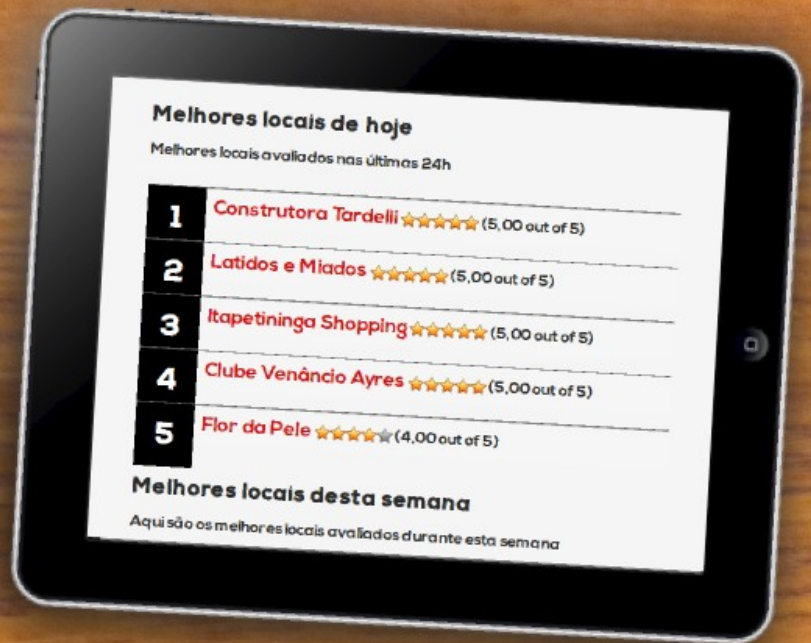 Melhores locais de hoje
Melhores locais avaliados nas últimas 24h
1 Construtora Tardelli (5,00 out of 5)
2 Latidos e Miados (5,00 out of 5)
3 Itapetininga Shopping (5,00 out of 5)
4 Clube Venâncio Ayres (5,00 out of 5)
5 Flor da Pele (4,00 out of 5)
Melhores locais desta semana
Aqui são os melhores locais avaliados durante esta semana